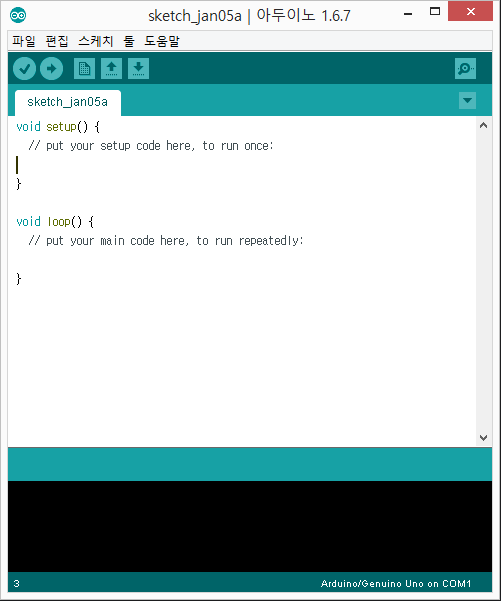 sketch_jan05a | 아두이노 1.6.7
파일 편집 스케치 툴 도움말
sketch_jan05a
void setup() {
// put your setup code here, to run once:
}
void loop() {
// put your main code here, to run repeatedly:
}
3 Arduino/Genuino Uno on COM1